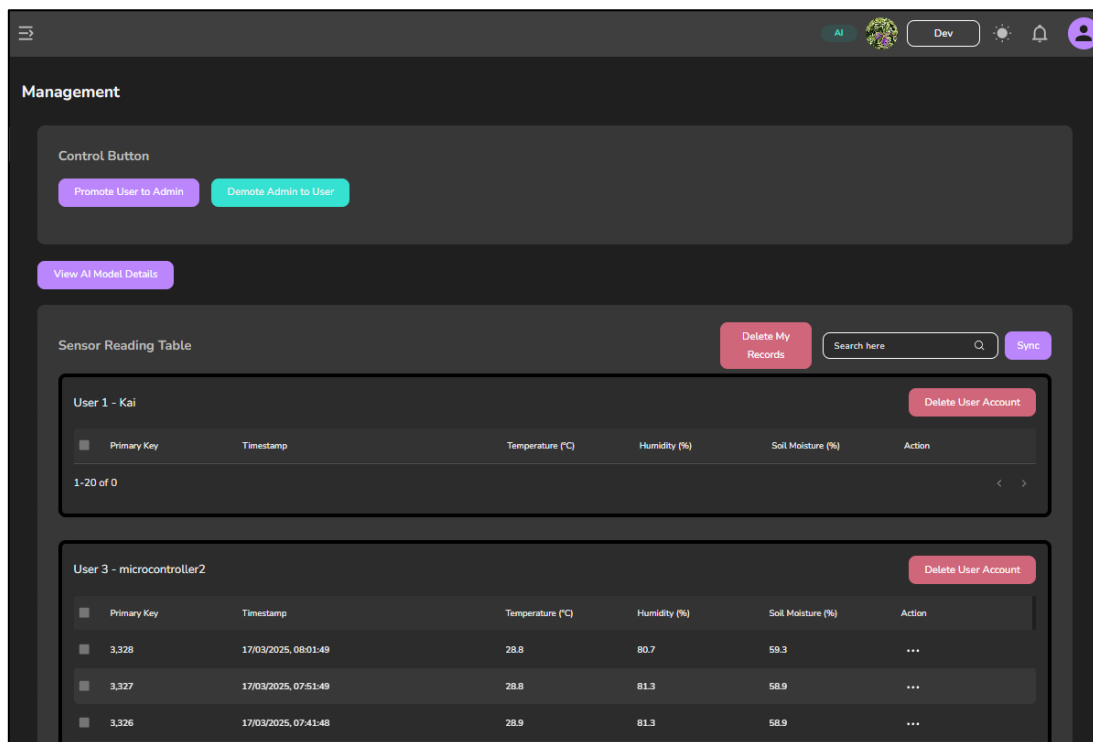 AI Dev
Management
Control Button
Promote User to Admin Demote Admin to User
View AI Model Details
Sensor Reading Table Delete My Records Search here Sync
User 1 - Kai Delete User Account
Primary Key Timestamp Temperature (°C) Humidity (%) Soil Moisture (%) Action
1-20 of 0
User 3 - microcontroller2 Delete User Account
Primary Key Timestamp Temperature (°C) Humidity (%) Soil Moisture (%) Action
3,328 17/03/2025, 08:01:49 28.8 80.7 59.3 ...
3,327 17/03/2025, 07:51:49 28.8 81.3 58.9 ...
3,326 17/03/2025, 07:41:48 28.9 81.3 58.9 ...